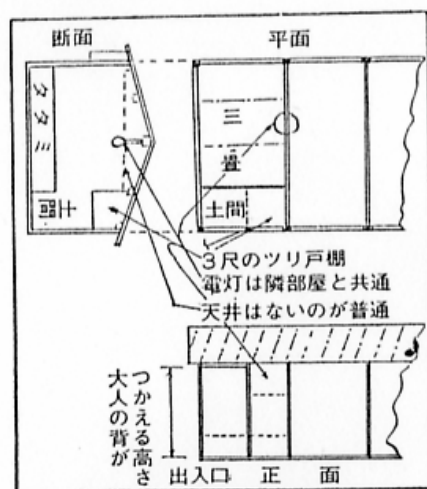 断面
平面
タタミ
土間
三
畳
土間
3尺のツリ戸棚
電灯は隣部屋と共通
天井はないのが普通
大人の背が
つかえる高さ
出入口
正面